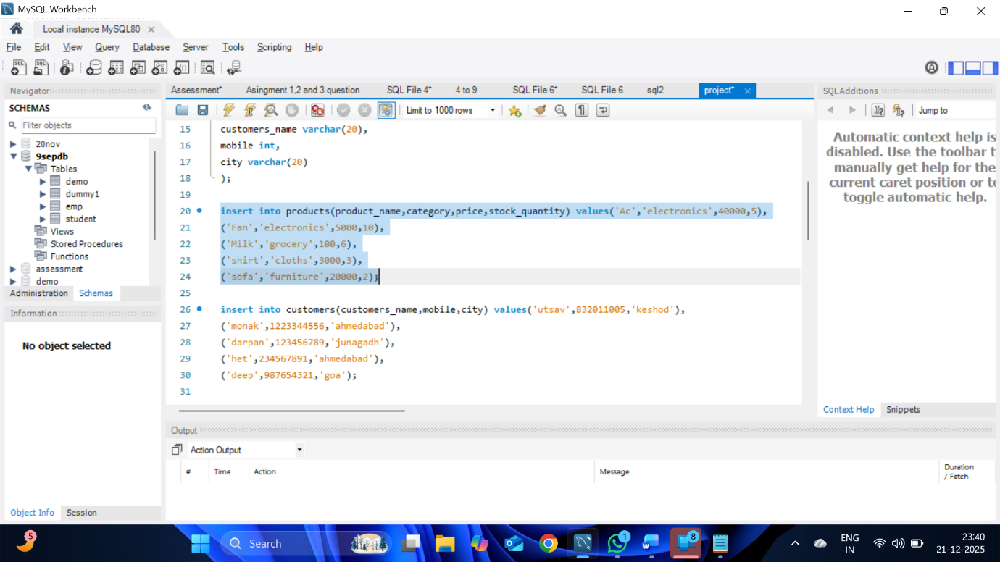 MySQL Workbench
Local instance MySQL80
File Edit View Query Database Server Tools Scripting Help
Navigator
SCHEMAS
Filter objects
20nov
9sepdb
Tables
demo
dummy1
emp
student
Views
Stored Procedures
Functions
assessment
demo
Administration Schemas
Information
No object selected
Object Info Session
Assessment* Asingment 1,2 and 3 question SQL File 4* 4 to 9 SQL File 6* SQL File 6 sql2 project*
Limit to 1000 rows
15 customers_name varchar(20),
16 mobile int,
17 city varchar(20)
18 );
19
20 insert into products(product_name,category,price,stock_quantity) values('Ac','electronics',40000,5),
21 ('Fan','electronics',5000,10),
22 ('Milk','grocery',100,6),
23 ('shirt','cloths',3000,3),
24 ('sofa','furniture',20000,2);
25
26 insert into customers(customers_name,mobile,city) values('utsav',832011005,'keshod'),
27 ('monak',1223344556,'ahmedabad'),
28 ('darpan',123456789,'junagadh'),
29 ('het',234567891,'ahmedabad'),
30 ('deep',987654321,'goa');
31
Output
Action Output
# Time Action Message Duration / Fetch
SQLAdditions
Jump to
Automatic context help is
disabled. Use the toolbar t
manually get help for the
current caret position or to
toggle automatic help.
Context Help Snippets
5
Search
1
8
ENG
IN
23:40
21-12-2025